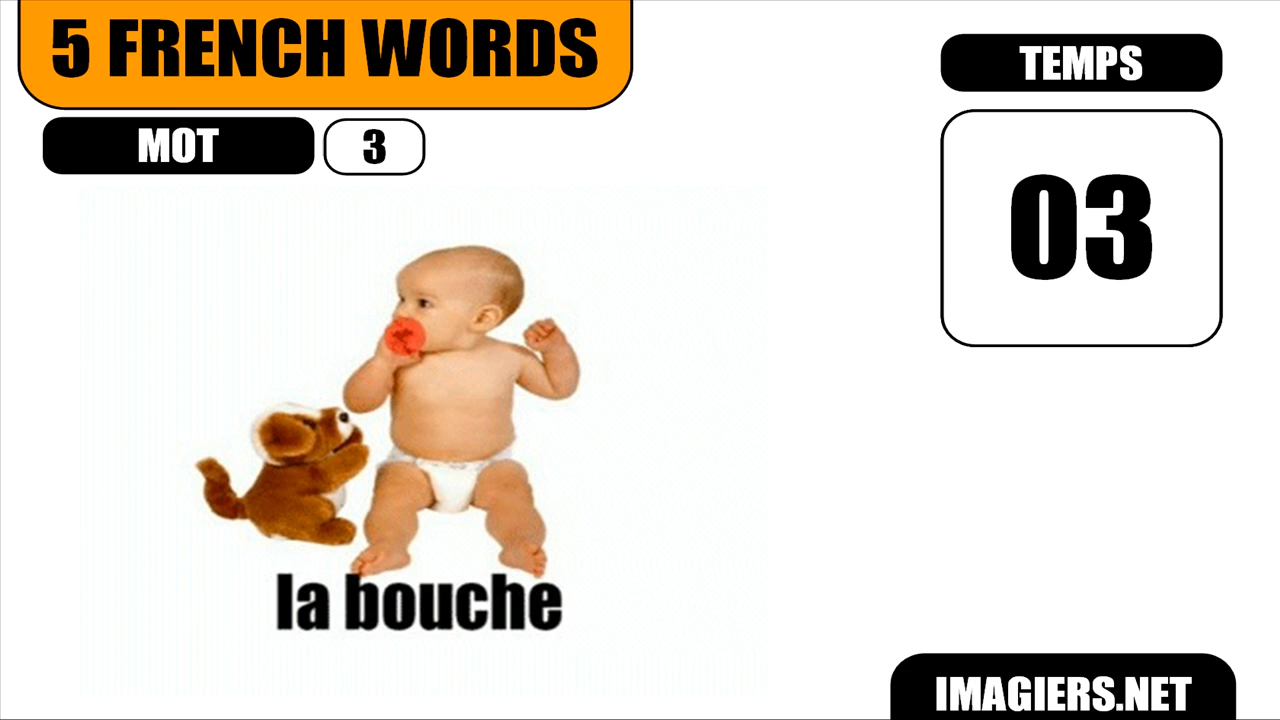 5 FRENCH WORDS
TEMPS
MOT 3
03
la bouche
IMAGIERS.NET